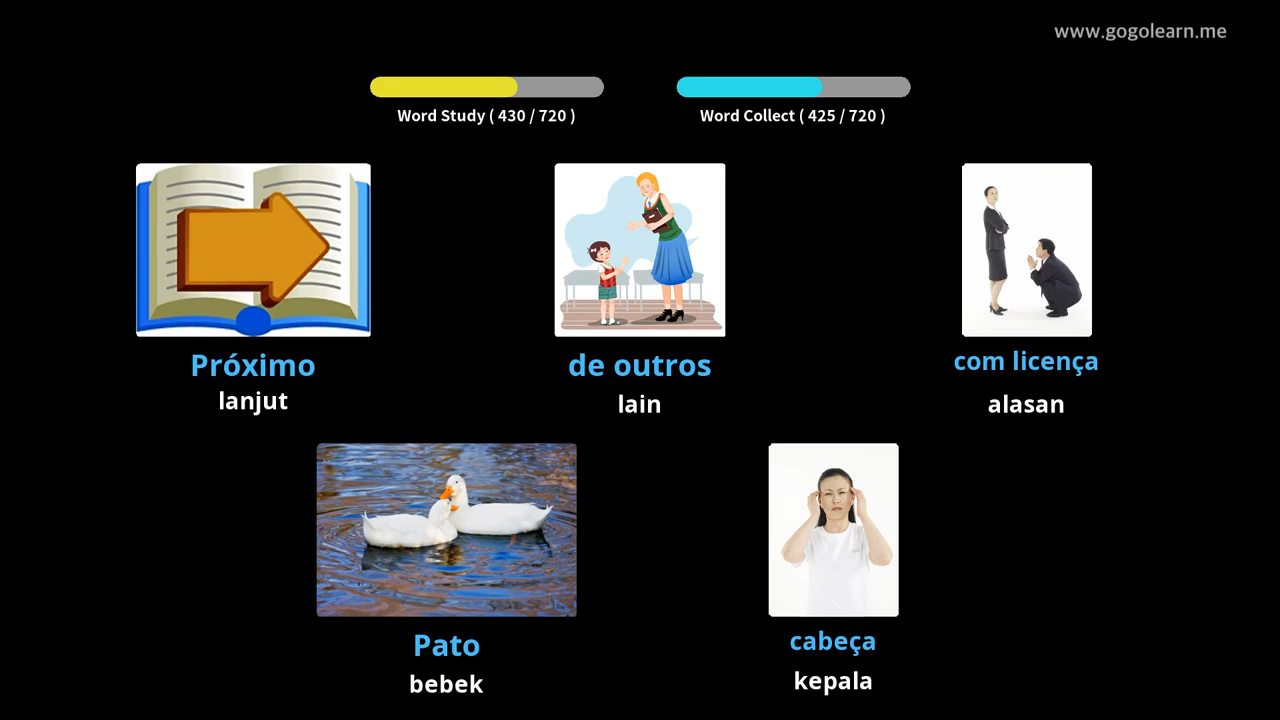 www.gogolearn.me
Word Study ( 430 / 720 )
Word Collect ( 425 / 720 )
Próximo
lanjut
de outros
lain
com licença
alasan
Pato
bebek
cabeça
kepala